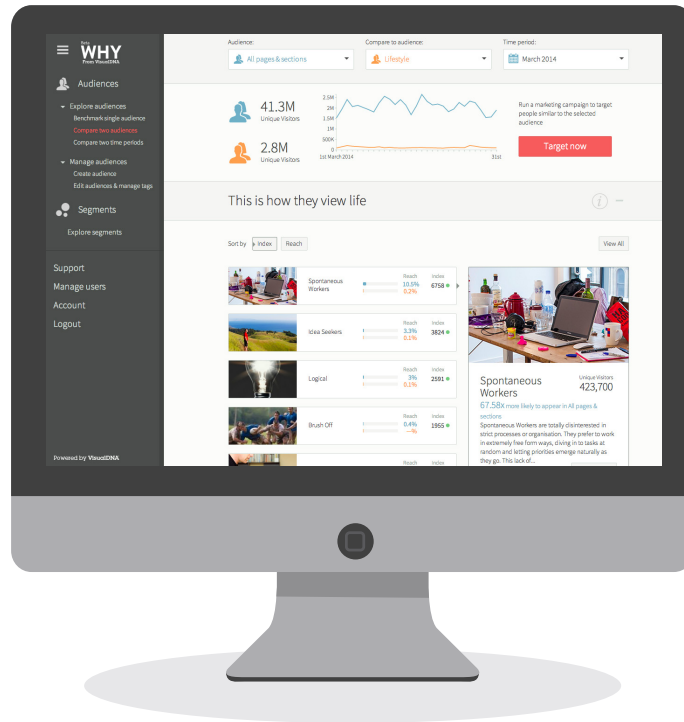 Beta
WHY
From VisualDNA
Audiences
Explore audiences
Benchmark single audience
Compare two audiences
Compare two time periods
Manage audiences
Create audience
Edit audiences & manage tags
Segments
Explore segments
Support
Manage users
Account
Logout
Powered by VisualDNA
Audience:
All pages & sections
Compare to audience:
Lifestyle
Time period:
March 2014
41.3M
Unique Visitors
2.8M
Unique Visitors
2.5M
2M
1.5M
1M
500K
0
1st March 2014
31st
Run a marketing campaign to target
people similar to the selected
audience
Target now
This is how they view life
i
Sort by Index Reach
View All
Spontaneous
Workers
Reach
10.5%
0.2%
Index
6758
Idea Seekers
Reach
3.3%
0.1%
Index
3824
Logical
Reach
3%
0.1%
Index
2591
Brush Off
Reach
0.4%
—%
Index
1955
Reach
Index
Spontaneous
Workers
Unique Visitors
423,700
67.58x more likely to appear in All pages &
sections
Spontaneous Workers are totally disinterested in
strict processes or organisation. They prefer to work
in extremely free form ways, diving in to tasks at
random and letting priorities emerge naturally as
they go. This lack of...